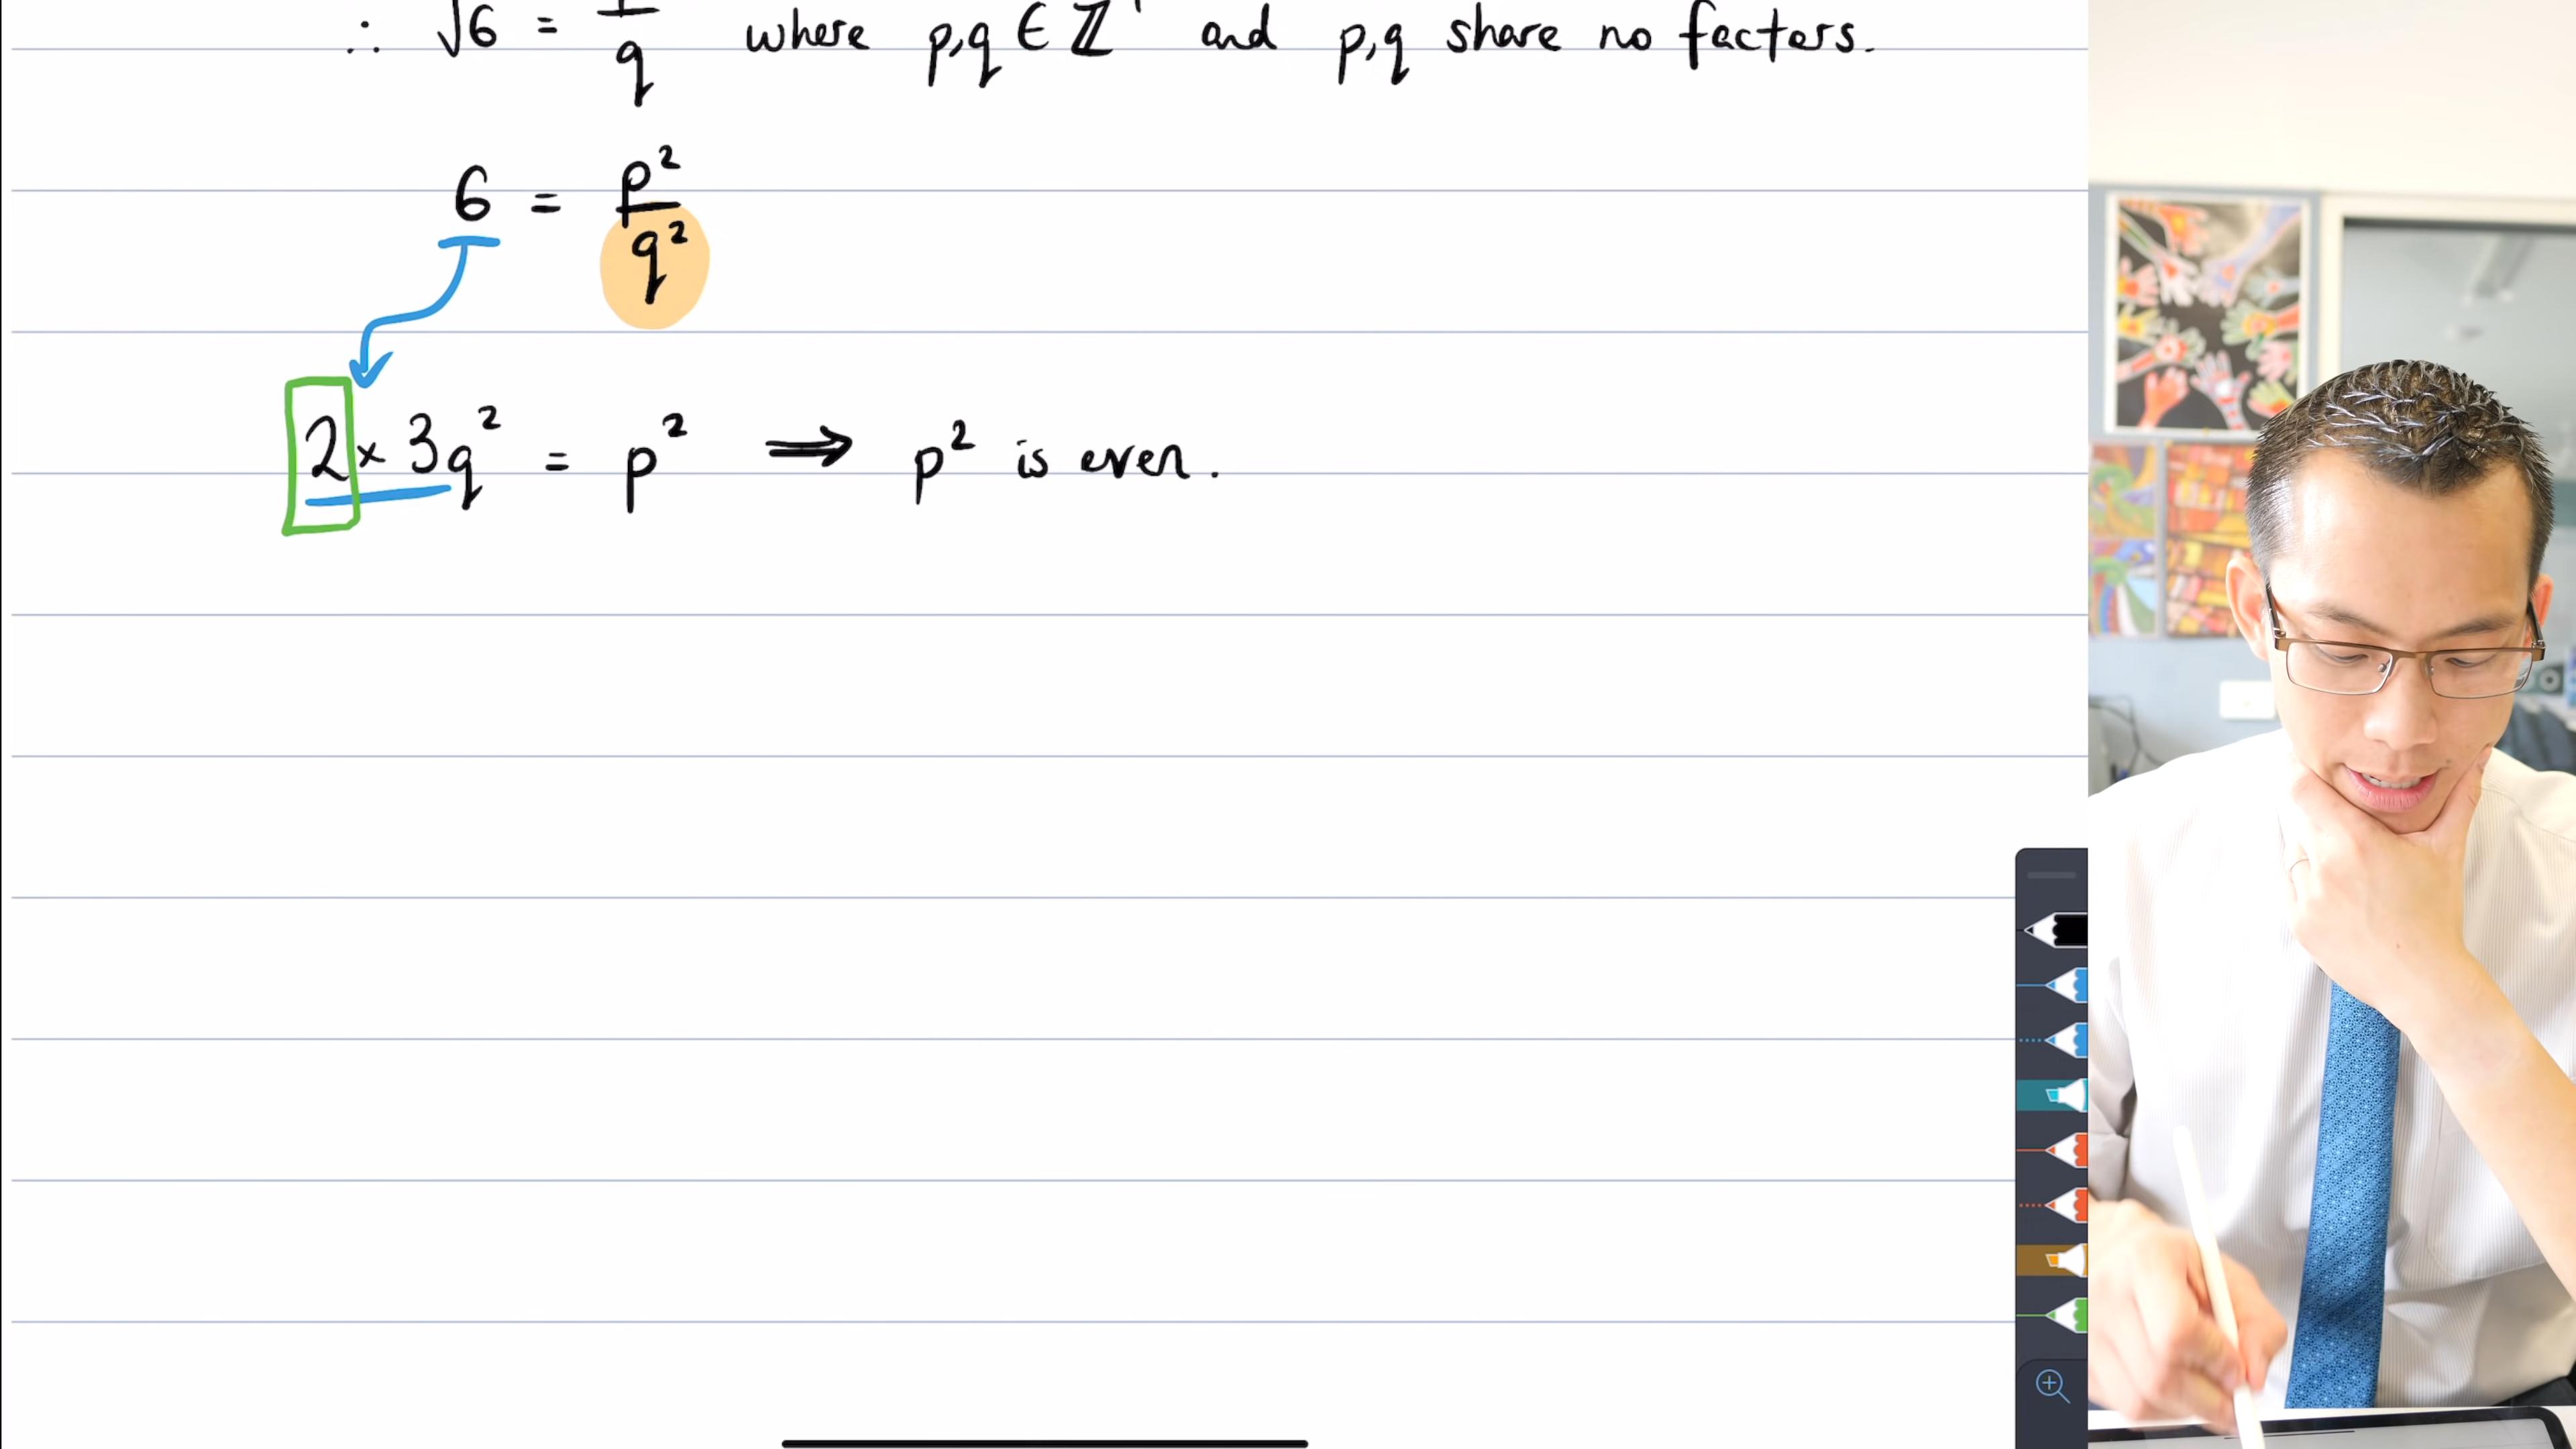 ∴ √6 = p/q where p,q ∈ ℤ⁺ and p,q share no factors.
6 = p²/q²
2 × 3q² = p² ⟹ p² is even.